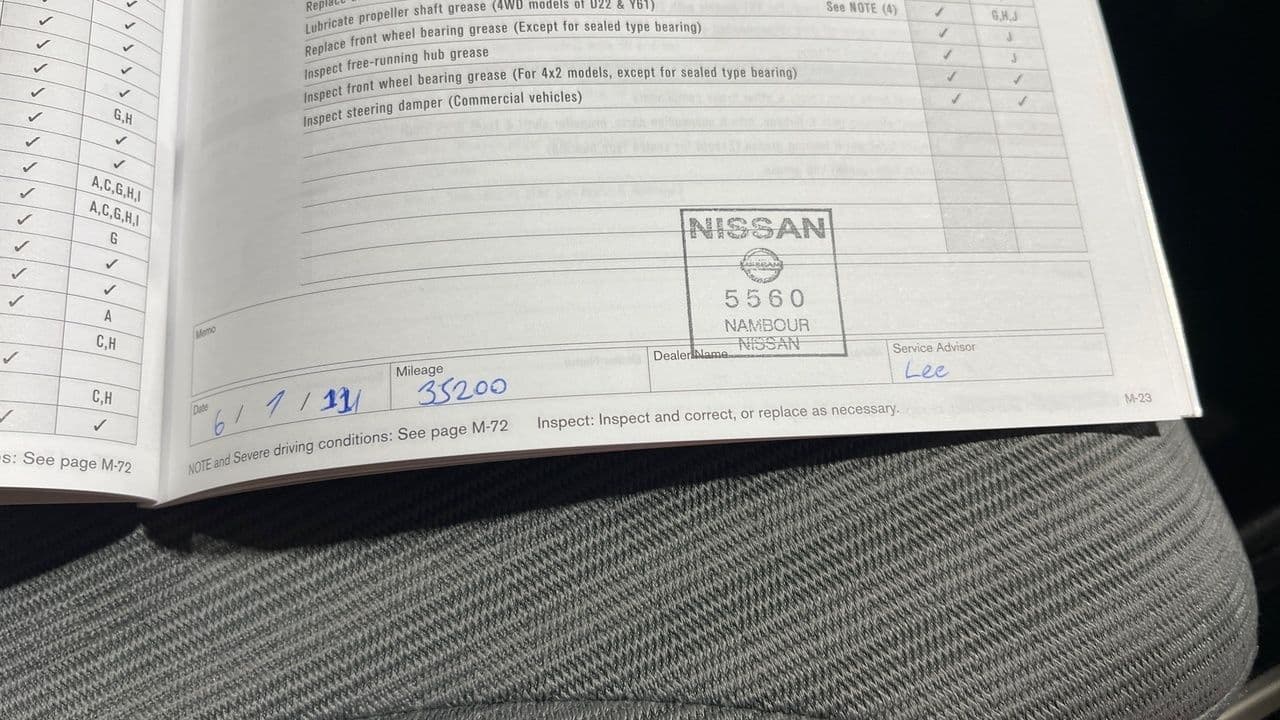 Lubricate propeller shaft grease (4WD models of D22 & Y61) See NOTE (4) ✓ G,H,J
Replace front wheel bearing grease (Except for sealed type bearing) ✓ J
Inspect free-running hub grease ✓ J
Inspect front wheel bearing grease (For 4x2 models, except for sealed type bearing) ✓ ✓
Inspect steering damper (Commercial vehicles) ✓ ✓
✓ ✓
✓ ✓
✓ ✓
✓ ✓
✓ G,H
✓ ✓
✓ ✓
✓ A,C,G,H,I
✓ A,C,G,H,I
✓ G
✓ ✓
✓ ✓
✓ A
C,H
✓
C,H
✓ ✓
See page M-72
NISSAN
NISSAN
5560
NAMBOUR
NISSAN
Memo
Date
6 / 7 /
Mileage
35200
Dealer Name
Service Advisor
Lee
NOTE and Severe driving conditions: See page M-72 Inspect: Inspect and correct, or replace as necessary.
M-23